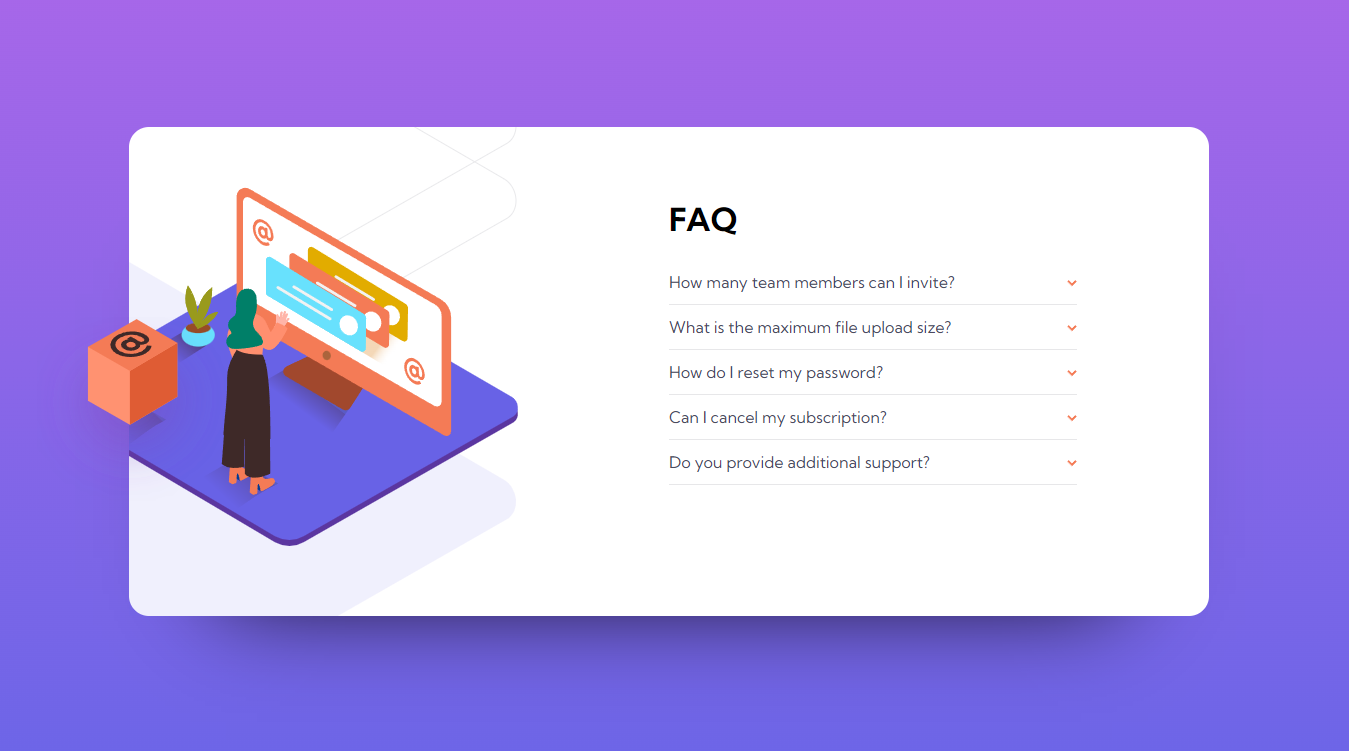 @
@
@
FAQ
How many team members can I invite?
What is the maximum file upload size?
How do I reset my password?
Can I cancel my subscription?
Do you provide additional support?